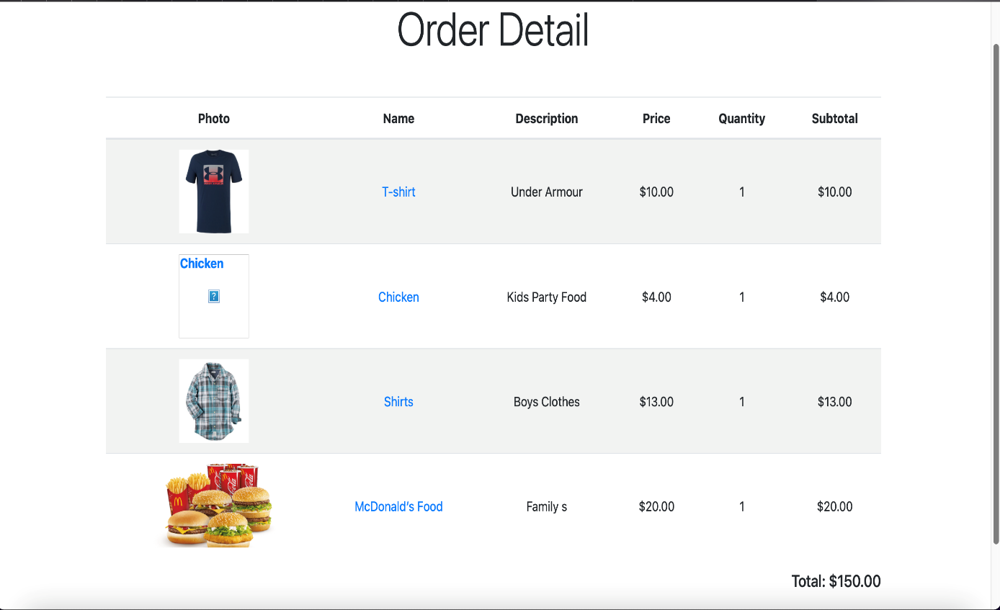 Order Detail
Photo Name Description Price Quantity Subtotal
T-shirt Under Armour $10.00 1 $10.00
Chicken
Chicken Kids Party Food $4.00 1 $4.00
Shirts Boys Clothes $13.00 1 $13.00
McDonald’s Food Family s $20.00 1 $20.00
Total: $150.00